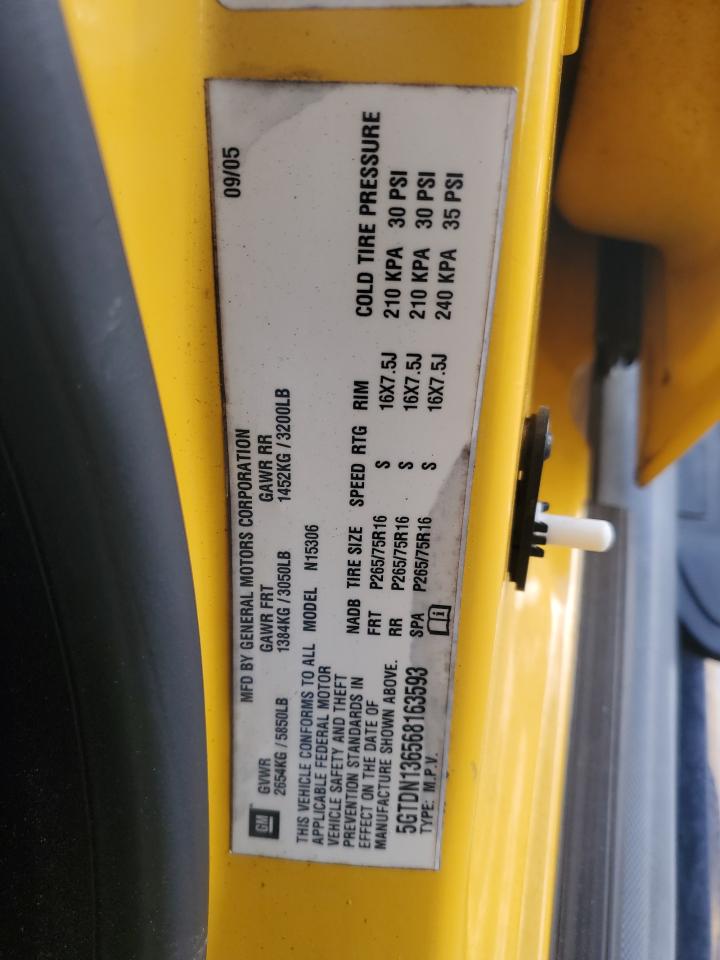 09/05
GM
MFD BY GENERAL MOTORS CORPORATION
GVWR GAWR FRT GAWR RR
2654KG / 5850LB 1384KG / 3050LB 1452KG / 3200LB
THIS VEHICLE CONFORMS TO ALL
APPLICABLE FEDERAL MOTOR
VEHICLE SAFETY AND THEFT
PREVENTION STANDARDS IN
EFFECT ON THE DATE OF
MANUFACTURE SHOWN ABOVE.
5GTDN136568163593
TYPE: M.P.V.
MODEL N15306
NADB TIRE SIZE SPEED RTG RIM COLD TIRE PRESSURE
FRT P265/75R16 S 16X7.5J 210 KPA 30 PSI
RR P265/75R16 S 16X7.5J 210 KPA 30 PSI
SPA P265/75R16 S 16X7.5J 240 KPA 35 PSI